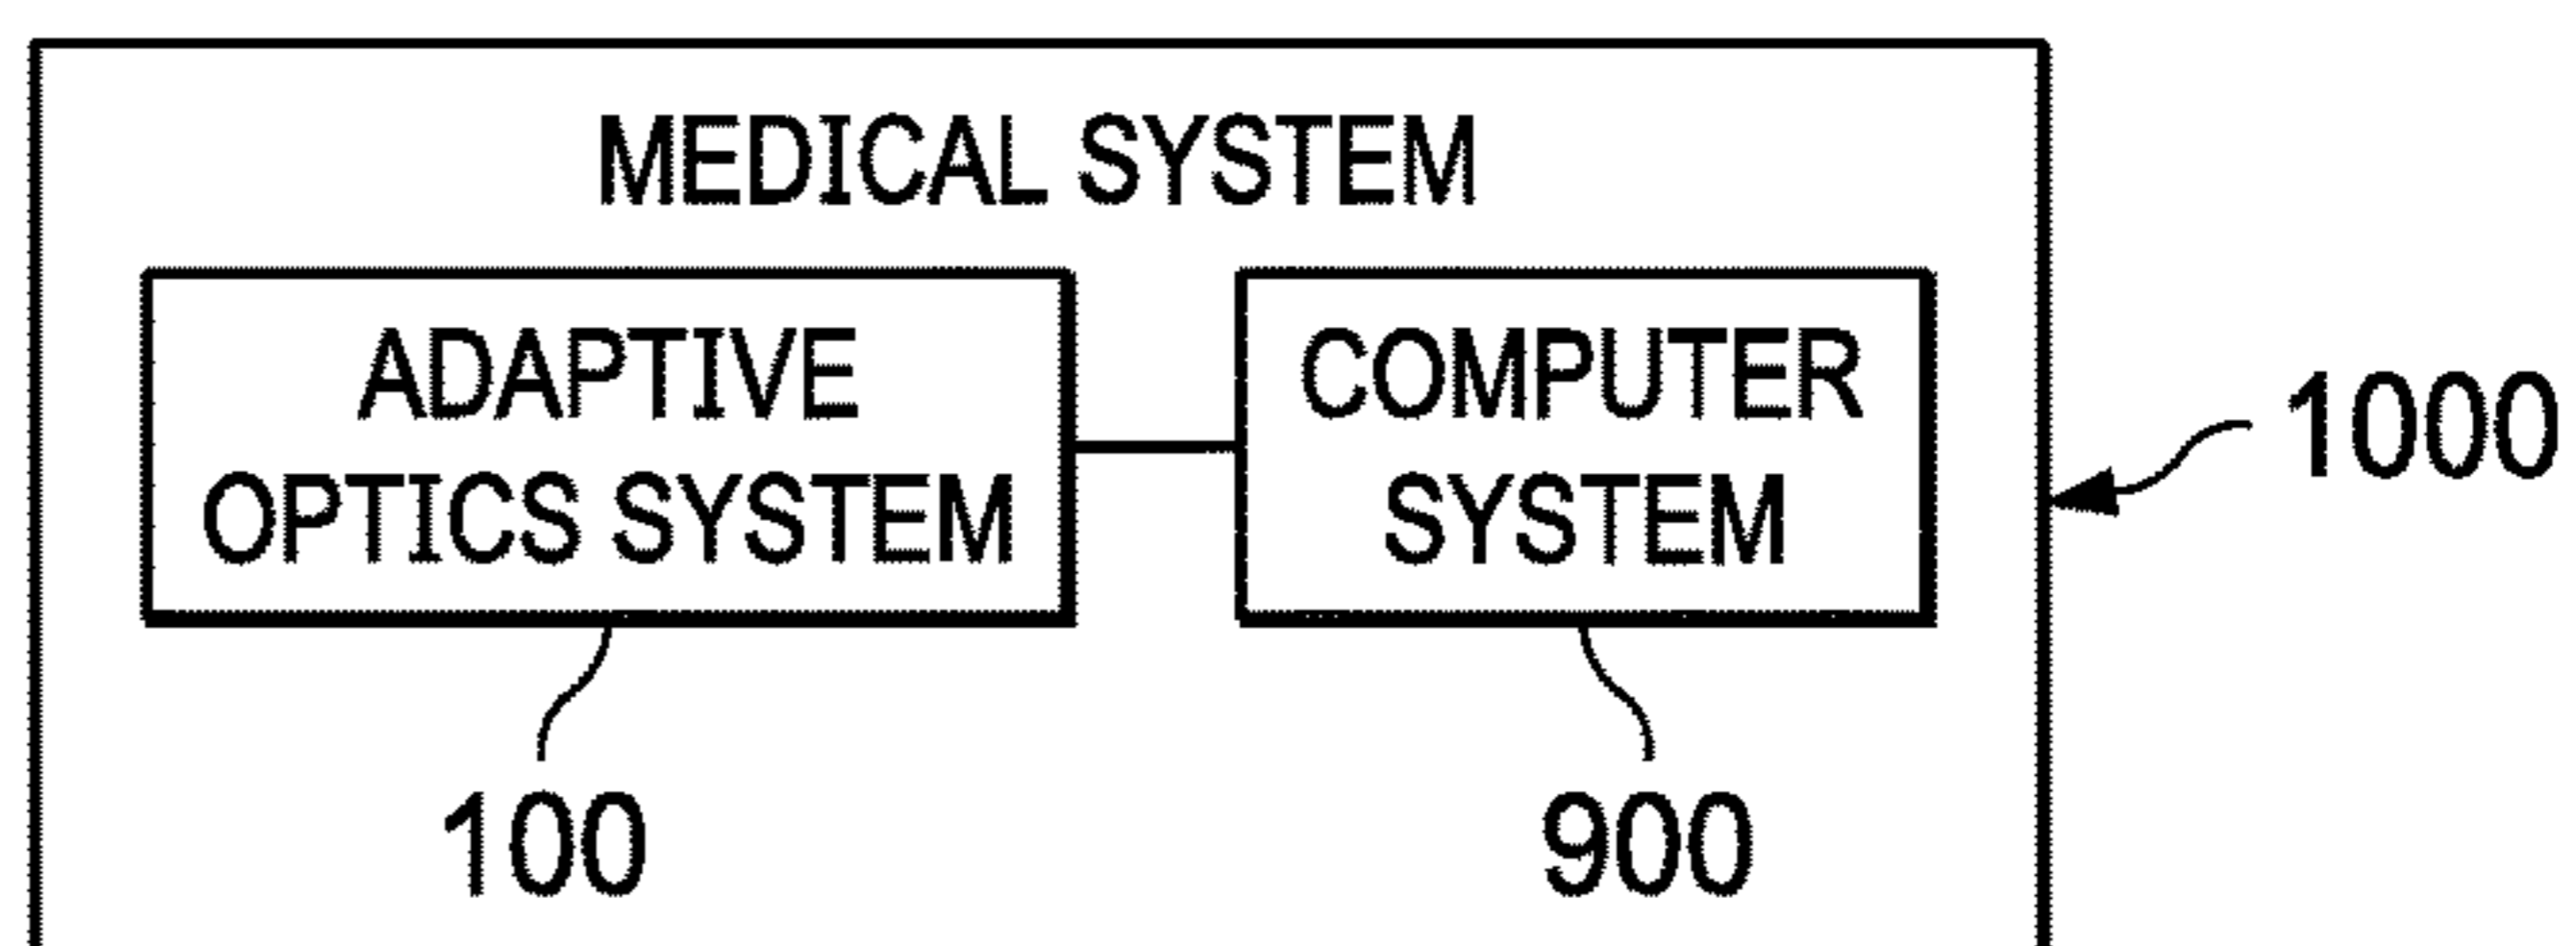 MEDICAL SYSTEM
ADAPTIVE
OPTICS SYSTEM
COMPUTER
SYSTEM
1000
100
900